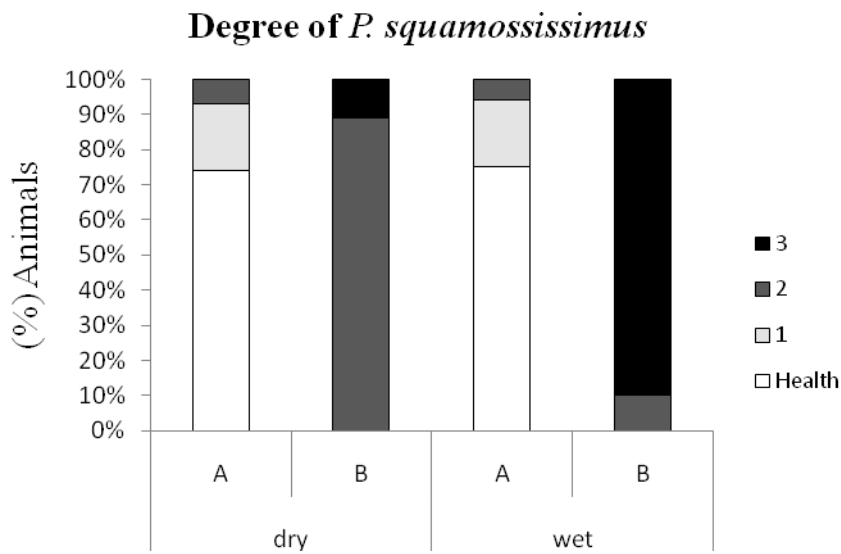 Degree of P. squamossissimus
(%) Animals
100%
90%
80%
70%
60%
50%
40%
30%
20%
10%
0%
A B A B
dry wet
3
2
1
Health